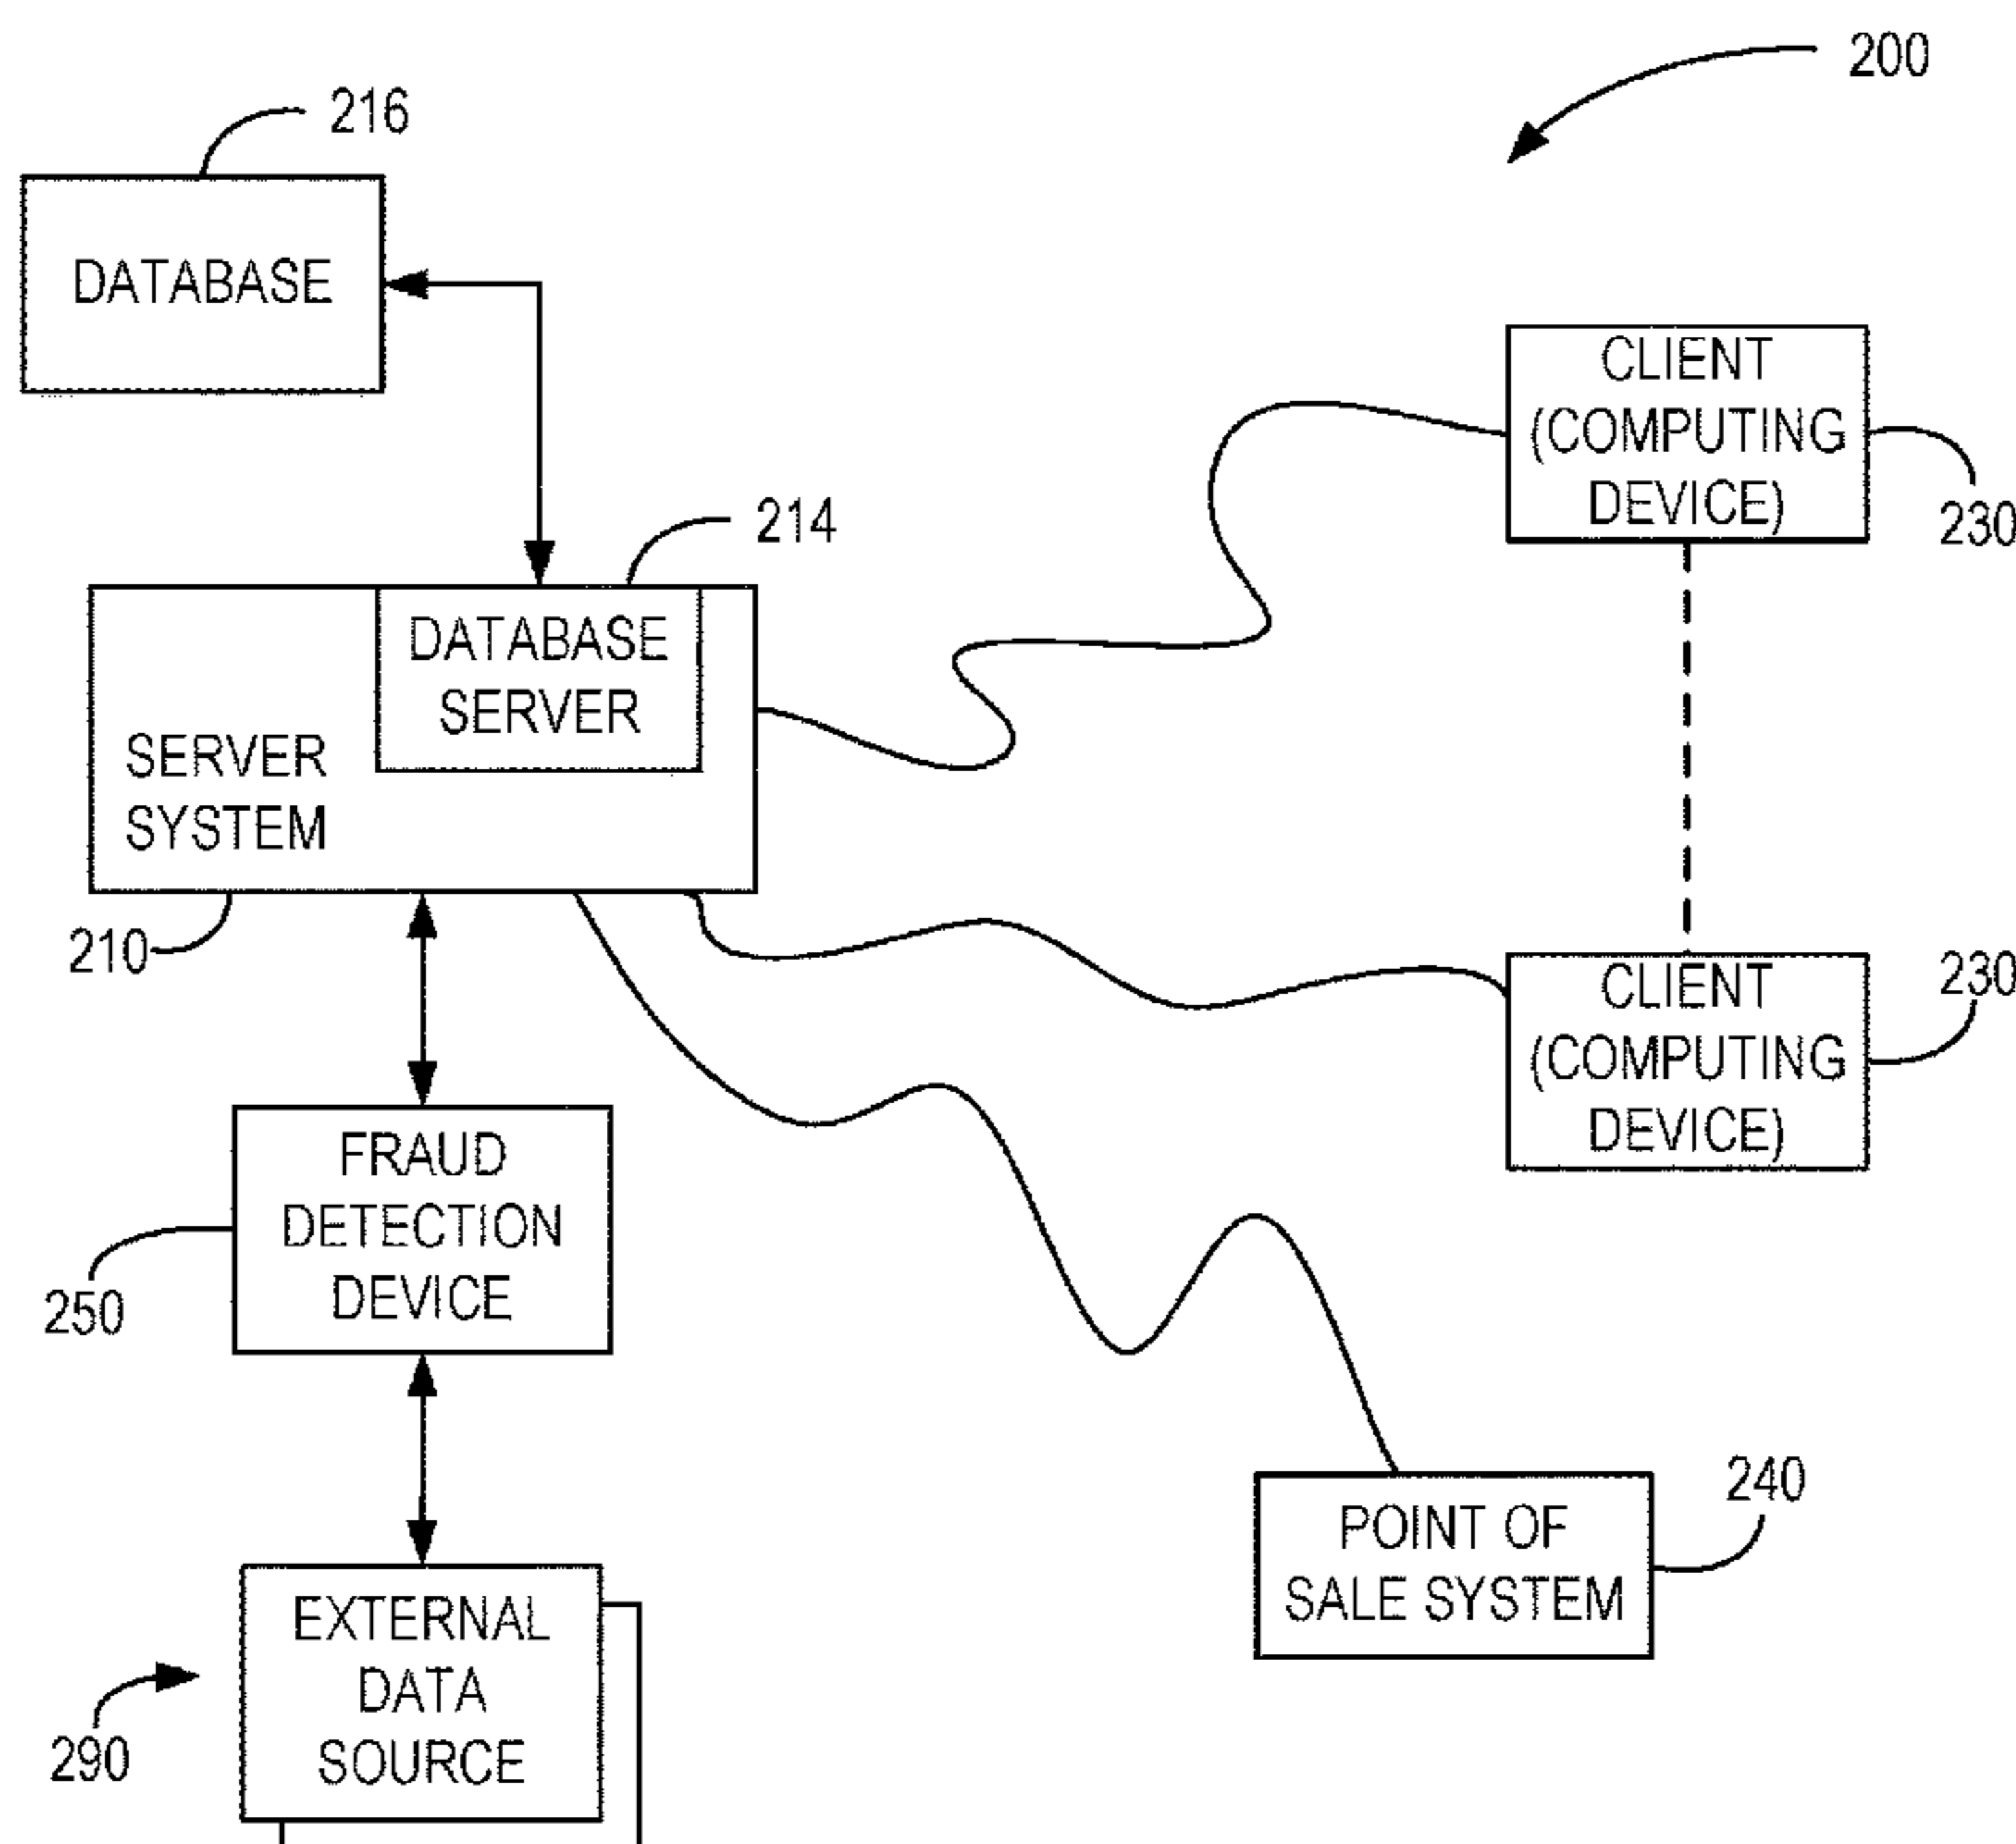 200
216
DATABASE
CLIENT
(COMPUTING
DEVICE)
230
214
DATABASE
SERVER
SERVER
SYSTEM
210
CLIENT
(COMPUTING
DEVICE)
230
FRAUD
DETECTION
DEVICE
250
POINT OF
SALE SYSTEM
240
EXTERNAL
DATA
SOURCE
290